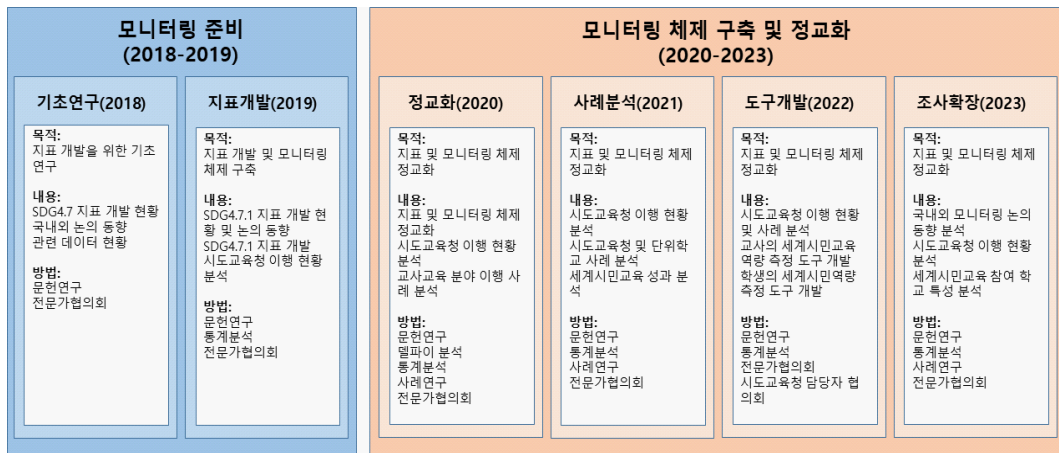 모니터링 준비
(2018-2019)
기초연구(2018)
목적:
지표 개발을 위한 기초
연구
내용:
SDG4.7 지표 개발 현황
국내외 논의 동향
관련 데이터 현황
방법:
문헌연구
전문가협의회
지표개발(2019)
목적:
지표 개발 및 모니터링
체제 구축
내용:
SDG4.7.1 지표 개발 현
황 및 논의 동향
SDG4.7.1 지표 개발
시도교육청 이행 현황
분석
방법:
문헌연구
통계분석
전문가협의회
모니터링 체제 구축 및 정교화
(2020-2023)
정교화(2020)
목적:
지표 및 모니터링 체제
정교화
내용:
지표 및 모니터링 체제
정교화
시도교육청 이행 현황
분석
교사교육 분야 이행 사
례 분석
방법:
문헌연구
델파이 분석
통계분석
사례연구
전문가협의회
사례분석(2021)
목적:
지표 및 모니터링 체제
정교화
내용:
시도교육청 이행 현황
분석
시도교육청 및 단위학
교 사례 분석
세계시민교육 성과 분
석
방법:
문헌연구
통계분석
사례연구
전문가협의회
도구개발(2022)
목적:
지표 및 모니터링 체제
정교화
내용:
시도교육청 이행 현황
및 사례 분석
교사의 세계시민교육
역량 측정 도구 개발
학생의 세계시민역량
측정 도구 개발
방법:
문헌연구
통계분석
전문가협의회
시도교육청 담당자 협
의회
조사확장(2023)
목적:
지표 및 모니터링 체제
정교화
내용:
국내외 모니터링 논의
동향 분석
시도교육청 이행 현황
분석
세계시민교육 참여 학
교 특성 분석
방법:
문헌연구
통계분석
사례연구
전문가협의회